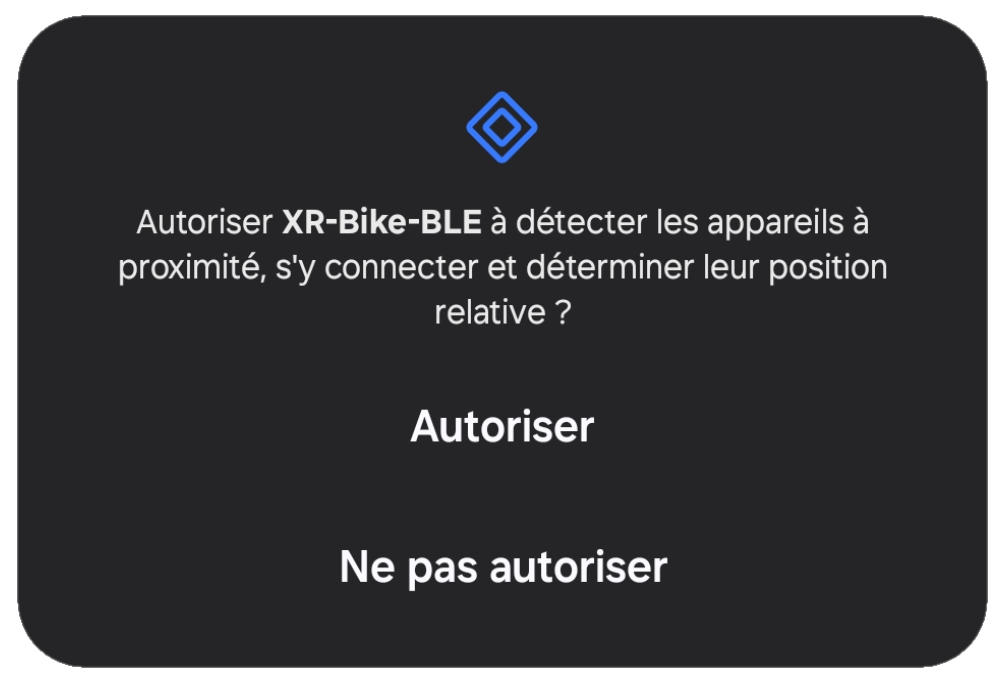 Autoriser XR-Bike-BLE à détecter les appareils à
proximité, s'y connecter et déterminer leur position
relative ?
Autoriser
Ne pas autoriser